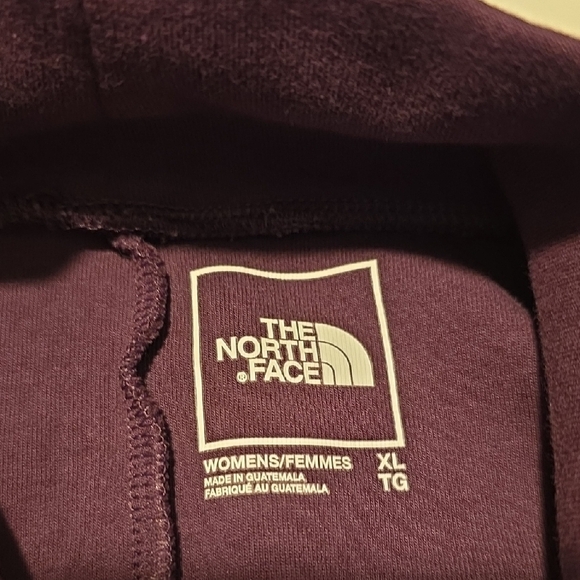 THE
NORTH
® FACE
WOMENS/FEMMES XL
MADE IN GUATEMALA TG
FABRIQUÉ AU GUATEMALA